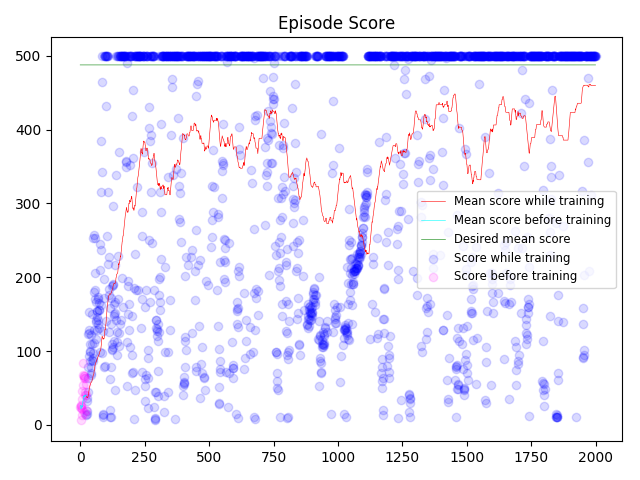 Episode Score
500
400
300
200
100
0
Mean score while training
Mean score before training
Desired mean score
Score while training
Score before training
0 250 500 750 1000 1250 1500 1750 2000